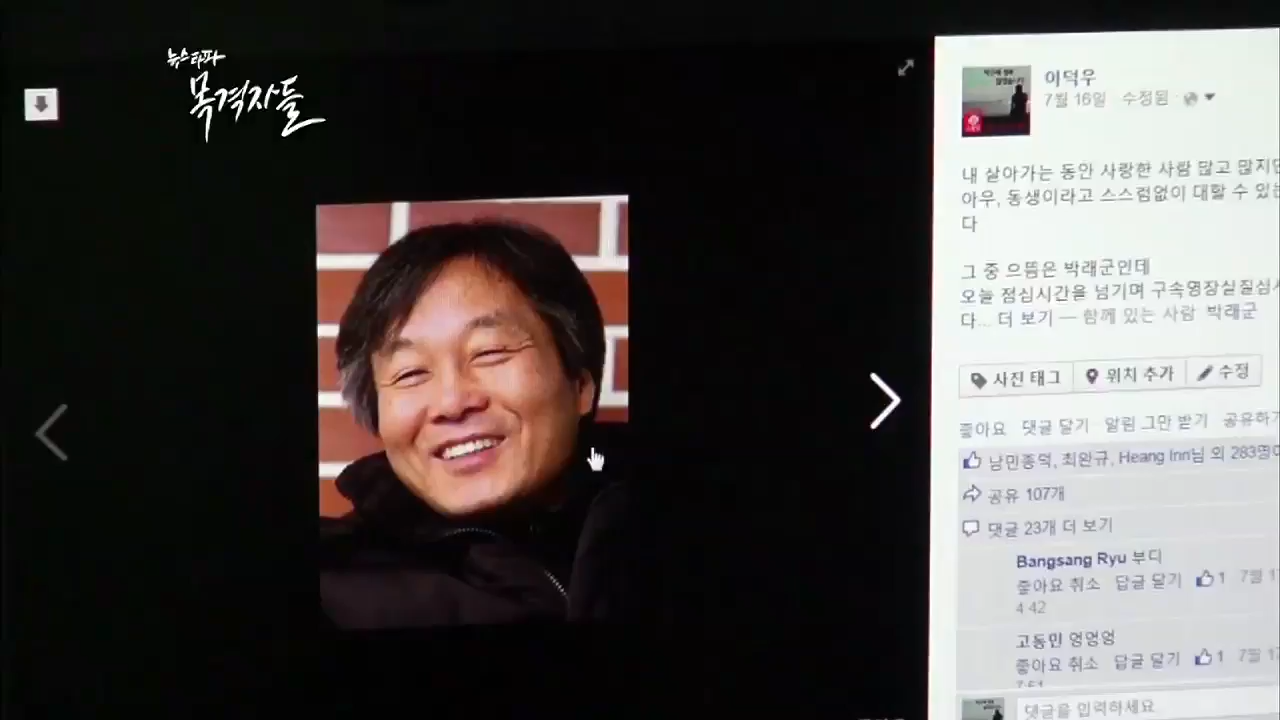 뉴스타파
목격자들
이덕우
7월 16일 · 수정됨
내 살아가는 동안 사랑한 사람 많고 많지만
아우, 동생이라고 스스럼없이 대할 수 있는
다
그 중 으뜸은 박래군인데
오늘 점심시간을 넘기며 구속영장실질심사
다... 더 보기 — 함께 있는 사람 박래군
사진 태그 위치 추가 수정
좋아요 댓글 달기 알림 그만 받기 공유하기
낭민종덕, 최완규, Heang Inn님 외 283명이
공유 107개
댓글 23개 더 보기
Bangsang Ryu 부디
좋아요 취소 답글 달기 1 7월 17
4:42
고동민 엉엉엉
좋아요 취소 답글 달기 1 7월 17
7:51
댓글을 입력하세요